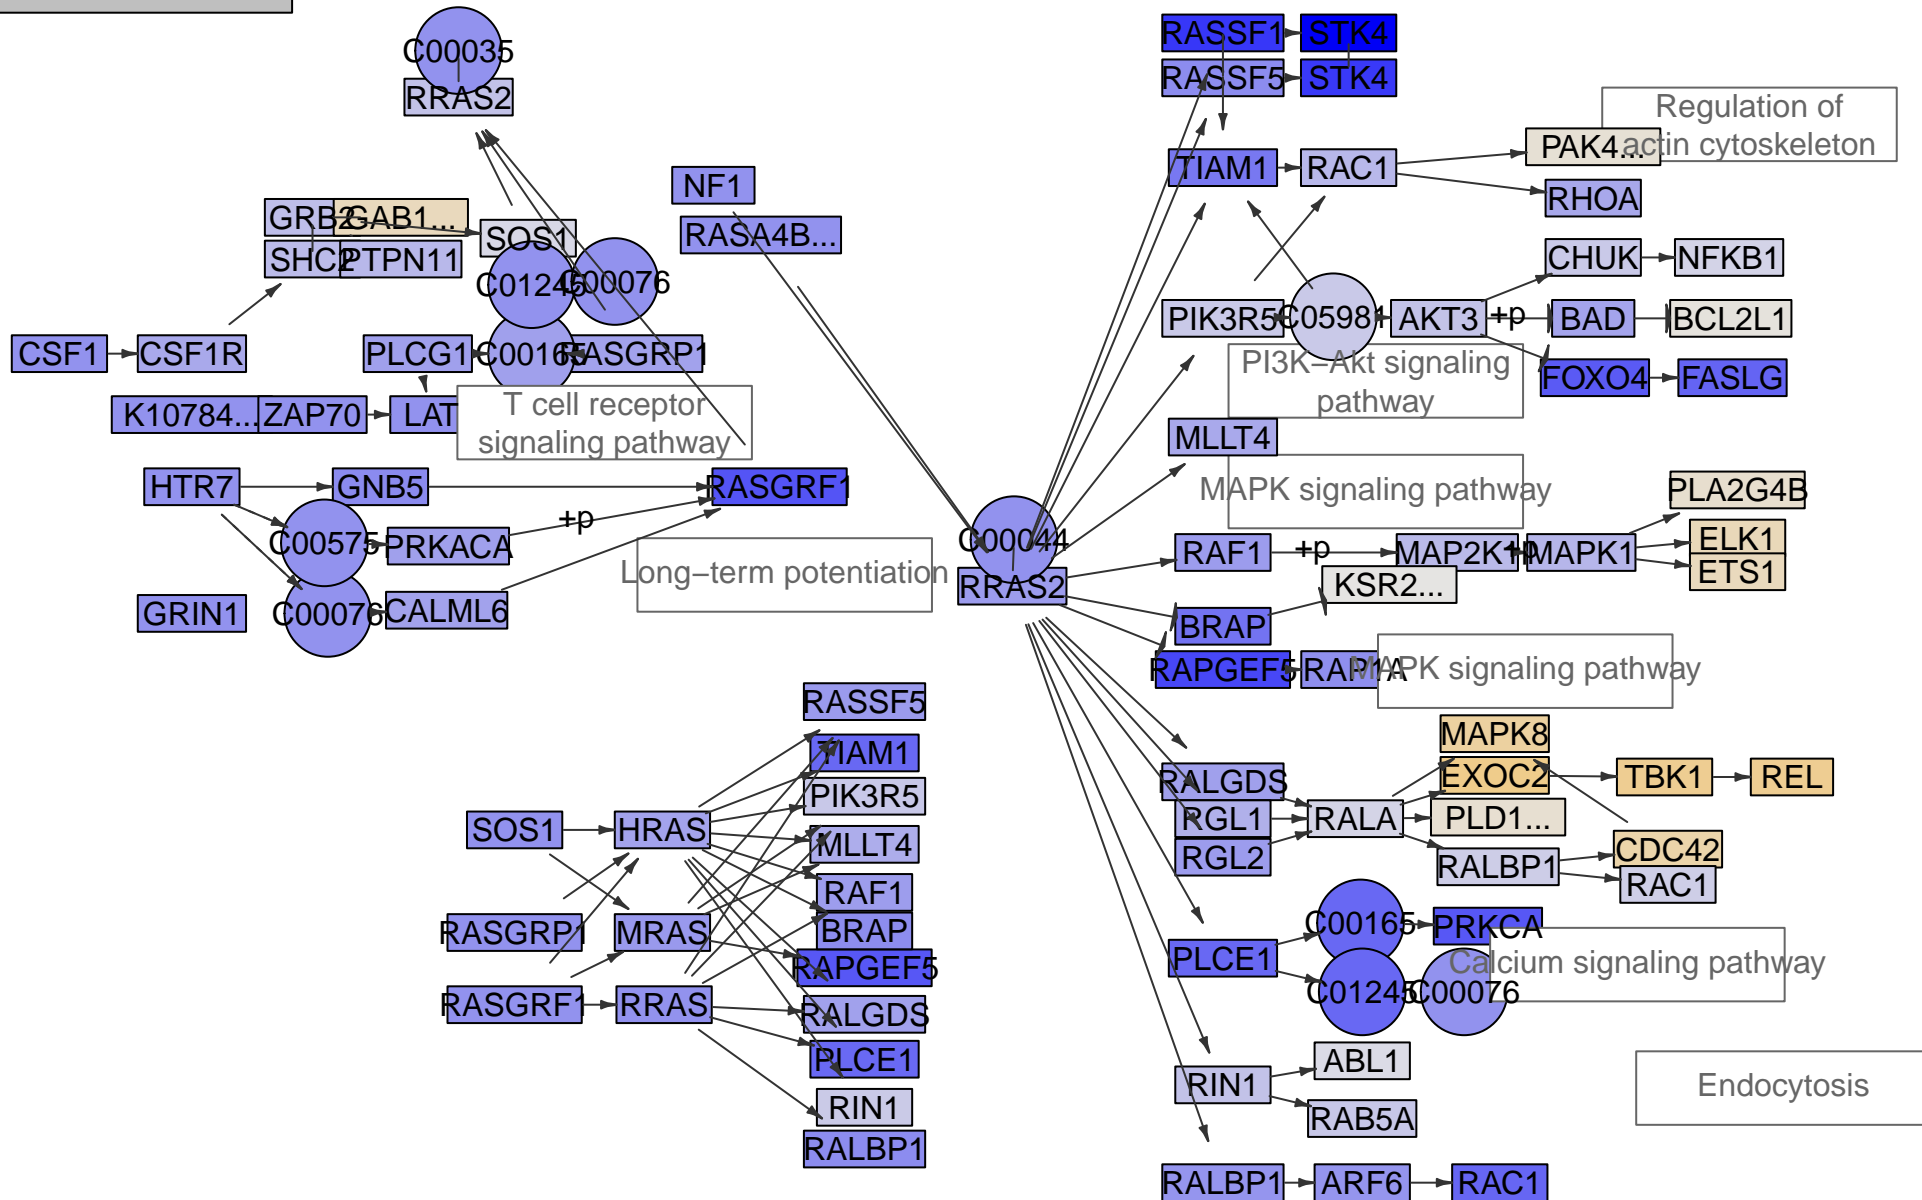 C00035
RRAS2
NF1
RASA4B...
GRB2
GAB1...
SOS1
SHC2
PTPN11
C01245
C00076
CSF1
CSF1R
PLCG1
C00165
RASGRP1
K10784...
ZAP70
LAT
T cell receptor
signaling pathway
HTR7
GNB5
RASGRF1
+p
C00575
PRKACA
Long−term potentiation
GRIN1
C00076
CALML6
RASSF5
TIAM1
PIK3R5
SOS1
HRAS
MLLT4
RAF1
RASGRP1
MRAS
BRAP
RAPGEF5
RASGRF1
RRAS
RALGDS
PLCE1
RIN1
RALBP1
C00044
RRAS2
RASSF1
STK4
RASSF5
STK4
Regulation of
actin cytoskeleton
PAK4...
TIAM1
RAC1
RHOA
CHUK
NFKB1
PIK3R5
C05981
AKT3
+p
BAD
BCL2L1
PI3K−Akt signaling
pathway
FOXO4
FASLG
MLLT4
MAPK signaling pathway
PLA2G4B
RAF1
+p
MAP2K1
+p
MAPK1
ELK1
ETS1
KSR2...
BRAP
RAPGEF5
RAP1A
MAPK signaling pathway
MAPK8
RALGDS
EXOC2
TBK1
REL
RGL1
RALA
PLD1...
RGL2
RALBP1
CDC42
RAC1
C00165
PRKCA
PLCE1
Calcium signaling pathway
C01245
C00076
ABL1
RIN1
Endocytosis
RAB5A
RALBP1
ARF6
RAC1